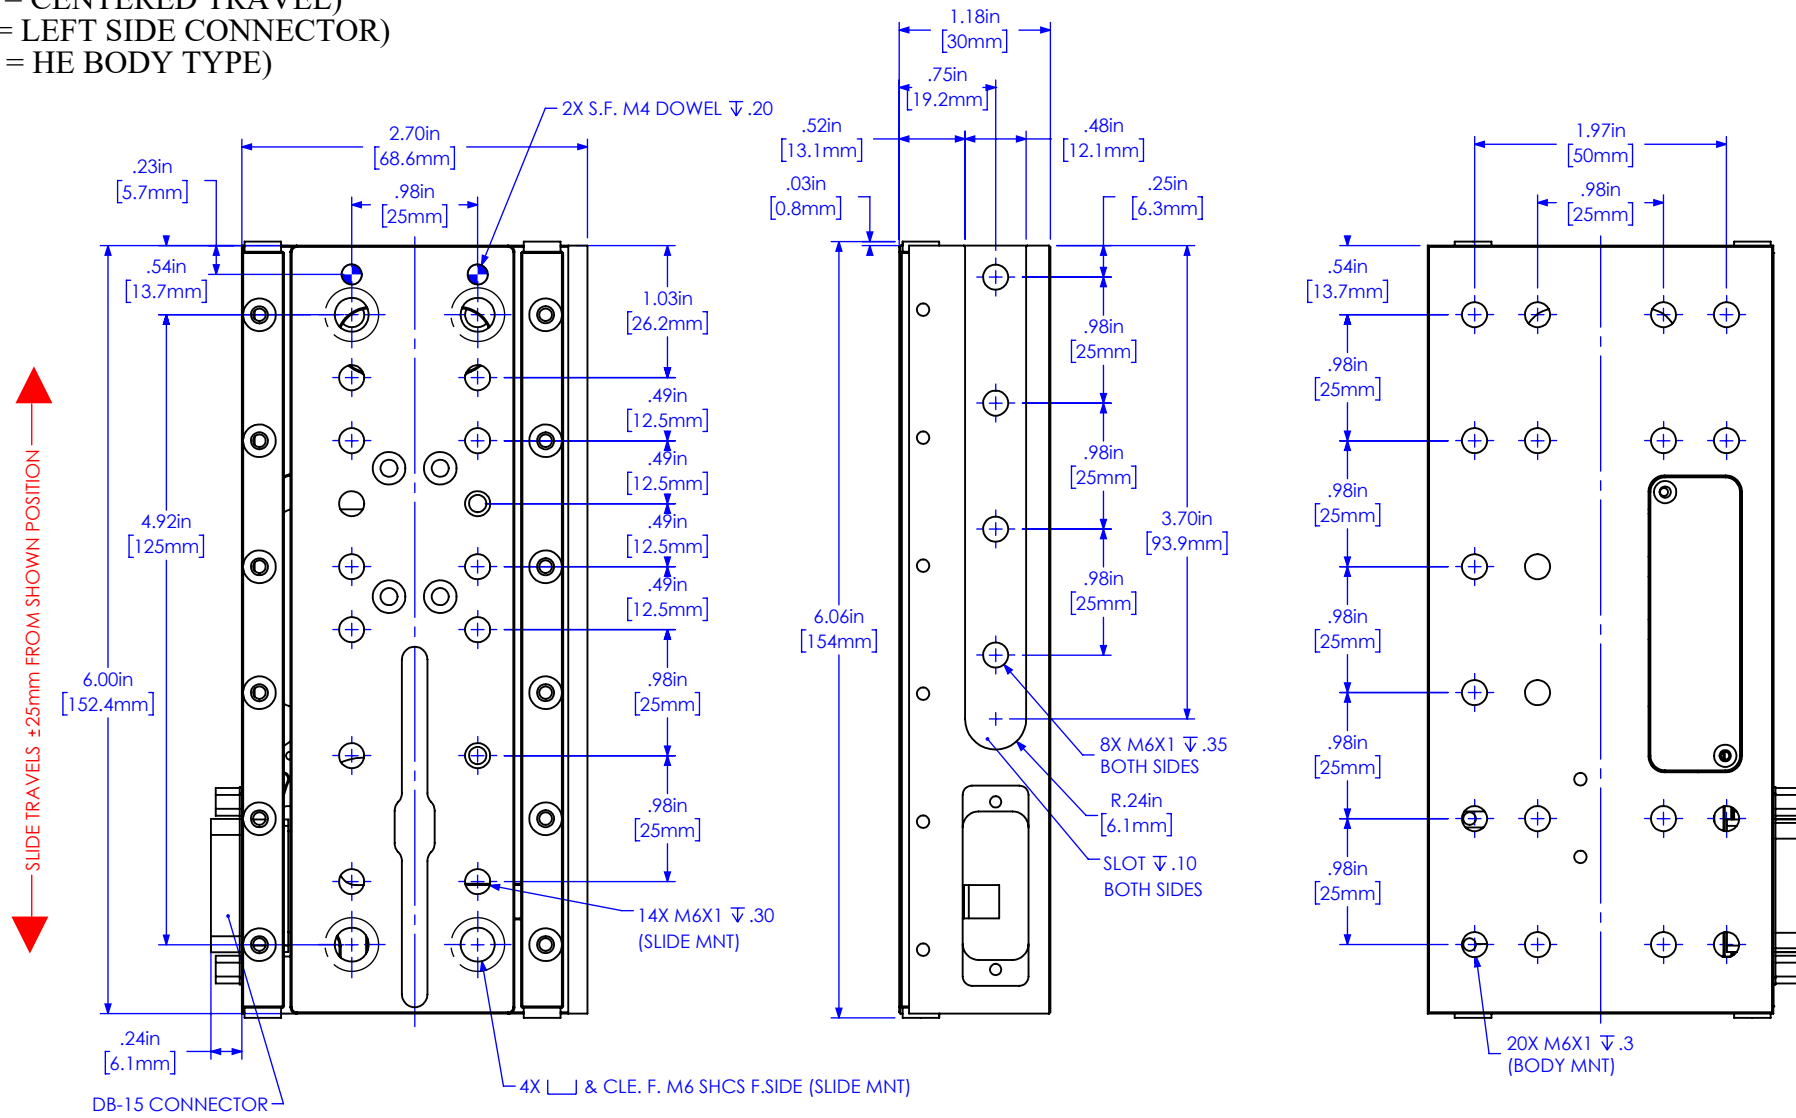 = CENTERED TRAVEL)
= LEFT SIDE CONNECTOR)
= HE BODY TYPE)
2X S.F. M4 DOWEL ↧.20
2.70in
[68.6mm]
.23in
[5.7mm]
.98in
[25mm]
.54in
[13.7mm]
1.03in
[26.2mm]
.49in
[12.5mm]
.49in
[12.5mm]
.49in
[12.5mm]
.49in
[12.5mm]
4.92in
[125mm]
6.00in
[152.4mm]
.98in
[25mm]
.98in
[25mm]
SLIDE TRAVELS ±25mm FROM SHOWN POSITION
14X M6X1 ↧.30
(SLIDE MNT)
.24in
[6.1mm]
DB-15 CONNECTOR
4X ⌴ & CLE. F. M6 SHCS F.SIDE (SLIDE MNT)
1.18in
[30mm]
.75in
[19.2mm]
.52in
[13.1mm]
.48in
[12.1mm]
.03in
[0.8mm]
.25in
[6.3mm]
.98in
[25mm]
.98in
[25mm]
3.70in
[93.9mm]
.98in
[25mm]
6.06in
[154mm]
8X M6X1 ↧.35
BOTH SIDES
R.24in
[6.1mm]
SLOT ↧.10
BOTH SIDES
1.97in
[50mm]
.98in
[25mm]
.54in
[13.7mm]
.98in
[25mm]
.98in
[25mm]
.98in
[25mm]
.98in
[25mm]
.98in
[25mm]
20X M6X1 ↧.3
(BODY MNT)